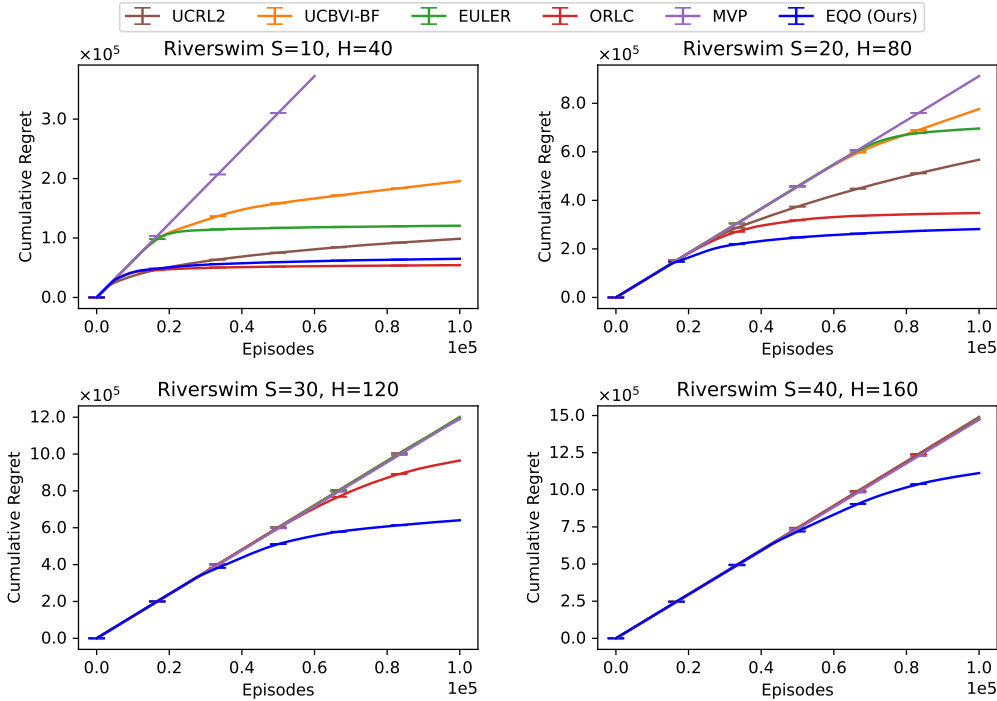 UCRL2 UCBVI-BF EULER ORLC MVP EQO (Ours)
Riverswim S=10, H=40
×10⁵
3.0
2.0
1.0
0.0
Cumulative Regret
0.0 0.2 0.4 0.6 0.8 1.0
Episodes
1e5
Riverswim S=20, H=80
×10⁵
8.0
6.0
4.0
2.0
0.0
Cumulative Regret
0.0 0.2 0.4 0.6 0.8 1.0
Episodes
1e5
Riverswim S=30, H=120
×10⁵
12.0
10.0
8.0
6.0
4.0
2.0
0.0
Cumulative Regret
0.0 0.2 0.4 0.6 0.8 1.0
Episodes
1e5
Riverswim S=40, H=160
×10⁵
15.0
12.5
10.0
7.5
5.0
2.5
0.0
Cumulative Regret
0.0 0.2 0.4 0.6 0.8 1.0
Episodes
1e5